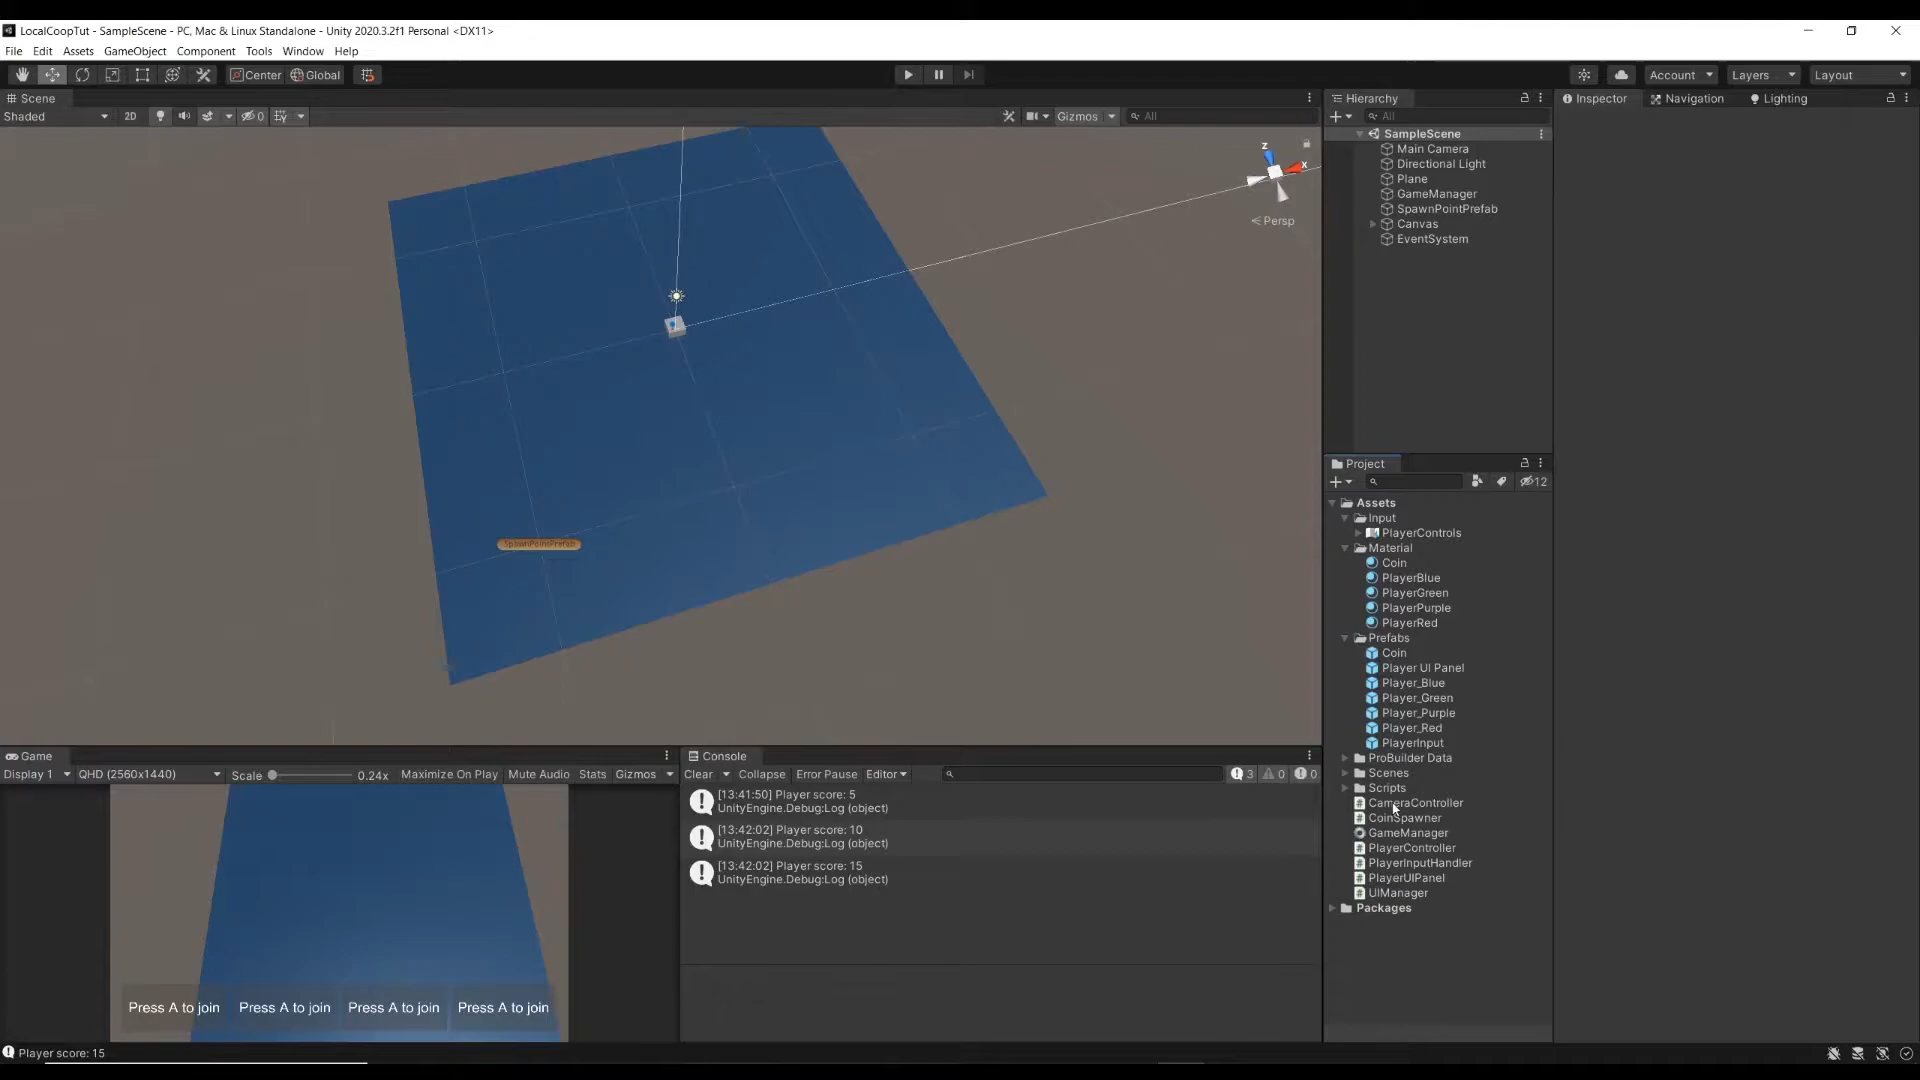 LocalCoopTut - SampleScene - PC, Mac & Linux Standalone - Unity 2020.3.2f1 Personal <DX11>
File Edit Assets GameObject Component Tools Window Help
Center Global
Account Layers Layout
Scene
Shaded 2D 0 Gizmos All
z
x
Persp
SpawnPointPrefab
Hierarchy
All
SampleScene
Main Camera
Directional Light
Plane
GameManager
SpawnPointPrefab
Canvas
EventSystem
Inspector Navigation Lighting
Project
12
Assets
Input
PlayerControls
Material
Coin
PlayerBlue
PlayerGreen
PlayerPurple
PlayerRed
Prefabs
Coin
Player UI Panel
Player_Blue
Player_Green
Player_Purple
Player_Red
PlayerInput
ProBuilder Data
Scenes
Scripts
CameraController
CoinSpawner
GameManager
PlayerController
PlayerInputHandler
PlayerUIPanel
UIManager
Packages
Game
Display 1 QHD (2560x1440) Scale 0.24x Maximize On Play Mute Audio Stats Gizmos
Press A to join Press A to join Press A to join Press A to join
Console
Clear Collapse Error Pause Editor 3 0 0
[13:41:50] Player score: 5
UnityEngine.Debug:Log (object)
[13:42:02] Player score: 10
UnityEngine.Debug:Log (object)
[13:42:02] Player score: 15
UnityEngine.Debug:Log (object)
Player score: 15